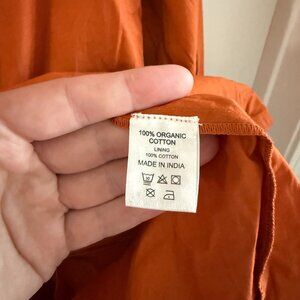 100% ORGANIC
COTTON
LINING
100% COTTON
MADE IN INDIA